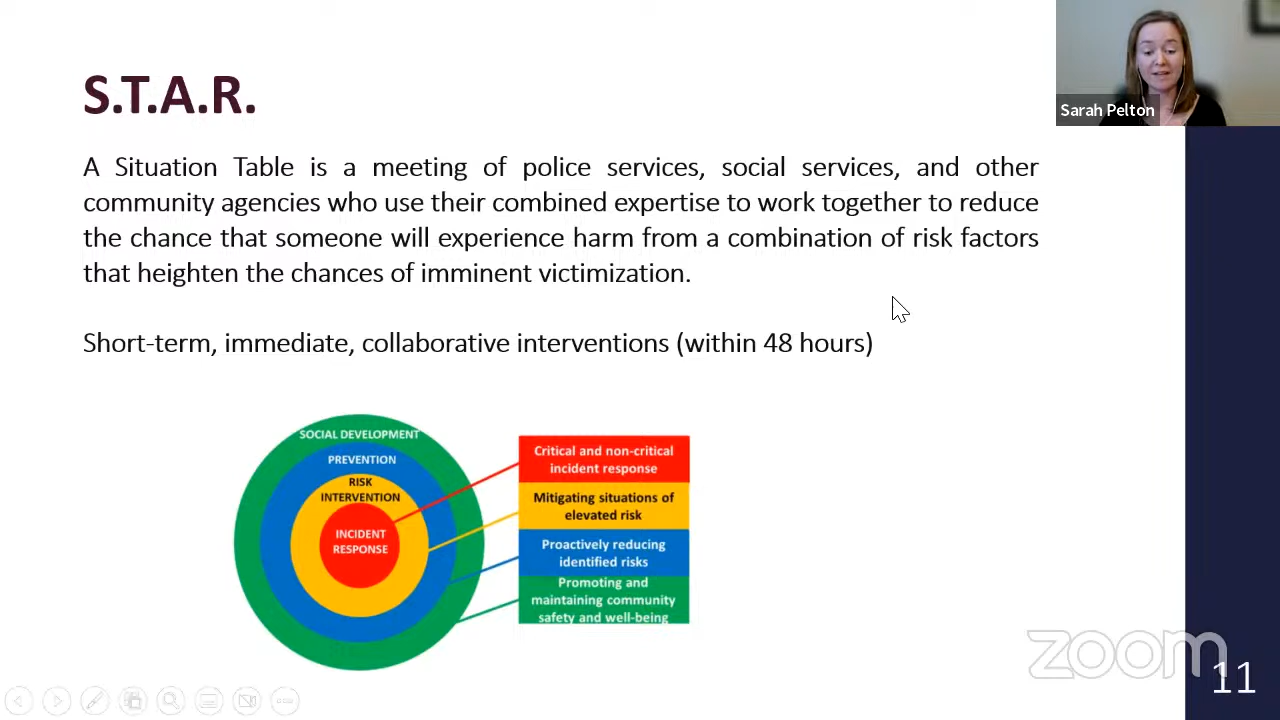 S.T.A.R.
Sarah Pelton
A Situation Table is a meeting of police services, social services, and other
community agencies who use their combined expertise to work together to reduce
the chance that someone will experience harm from a combination of risk factors
that heighten the chances of imminent victimization.
Short-term, immediate, collaborative interventions (within 48 hours)
SOCIAL DEVELOPMENT
PREVENTION
RISK
INTERVENTION
INCIDENT
RESPONSE
Critical and non-critical
incident response
Mitigating situations of
elevated risk
Proactively reducing
identified risks
Promoting and
maintaining community
safety and well-being
zoom
11